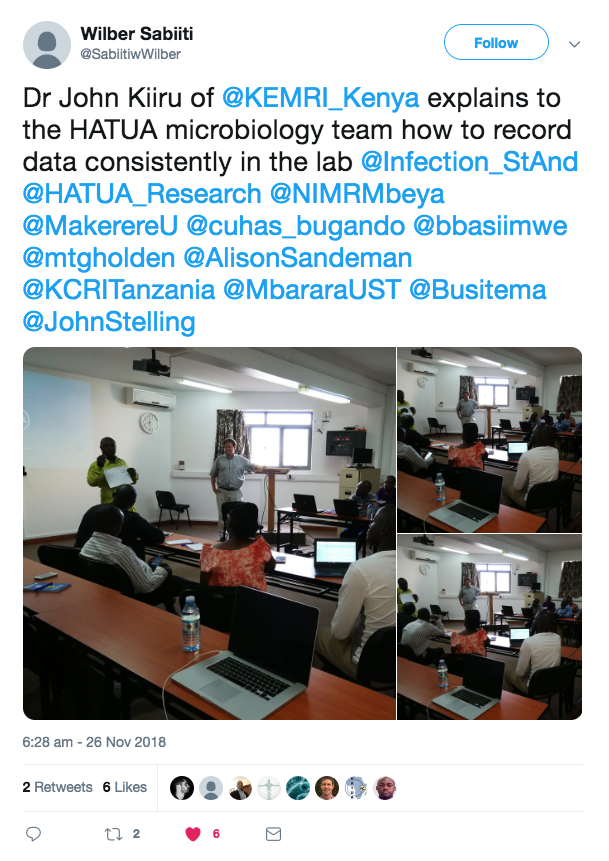 Wilber Sabiiti
@SabiitiwWilber
Follow
Dr John Kiiru of @KEMRI_Kenya explains to
the HATUA microbiology team how to record
data consistently in the lab @Infection_StAnd
@HATUA_Research @NIMRMbeya
@MakerereU @cuhas_bugando @bbasiimwe
@mtgholden @AlisonSandeman
@KCRITanzania @MbararaUST @Busitema
@JohnStelling
6:28 am - 26 Nov 2018
2 Retweets 6 Likes
2 6